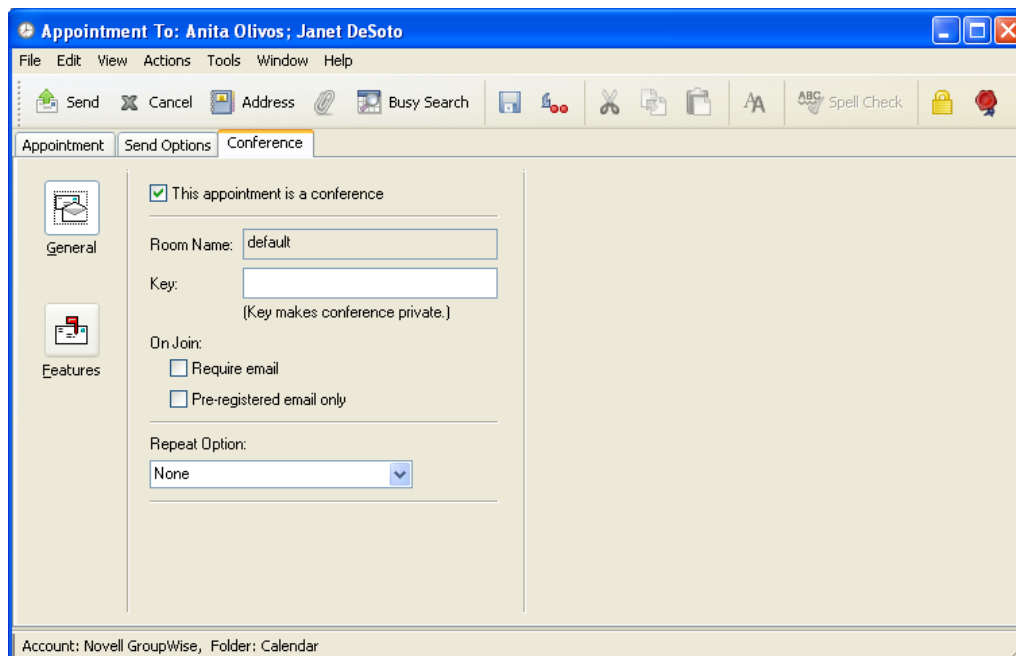 Appointment To: Anita Olivos; Janet DeSoto
File Edit View Actions Tools Window Help
Send Cancel Address Busy Search AA ABC Spell Check
Appointment Send Options Conference
This appointment is a conference
General
Room Name: default
Key:
(Key makes conference private.)
Features
On Join:
Require email
Pre-registered email only
Repeat Option:
None
Account: Novell GroupWise, Folder: Calendar